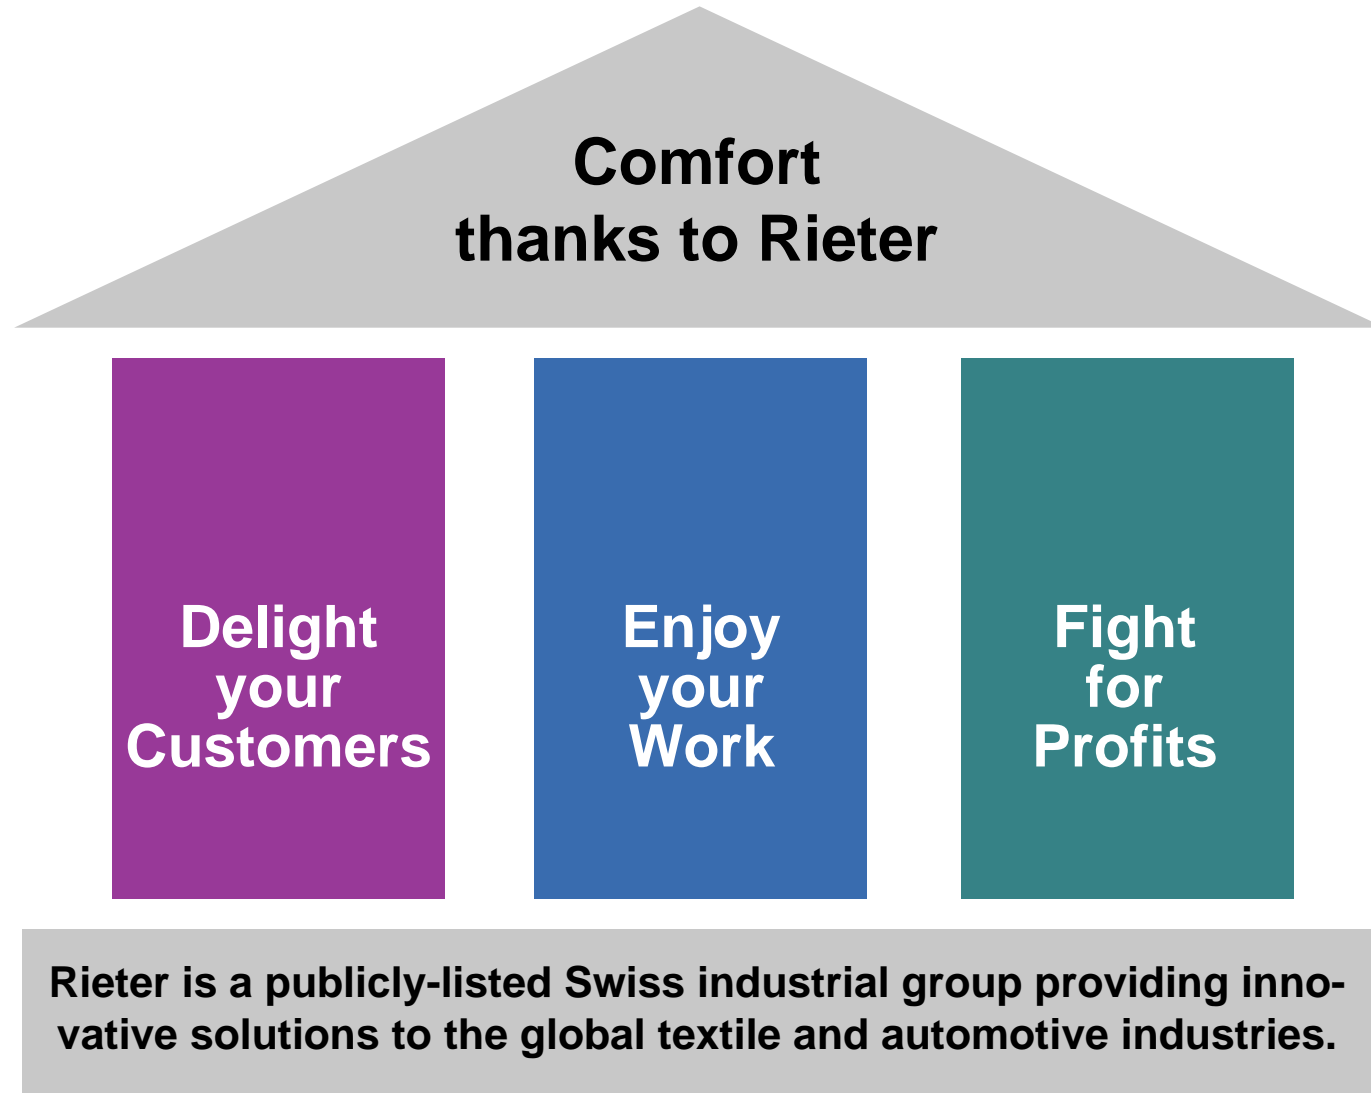 Comfort
thanks to Rieter
Delight
your
Customers
Enjoy
your
Work
Fight
for
Profits
Rieter is a publicly-listed Swiss industrial group providing inno-
vative solutions to the global textile and automotive industries.